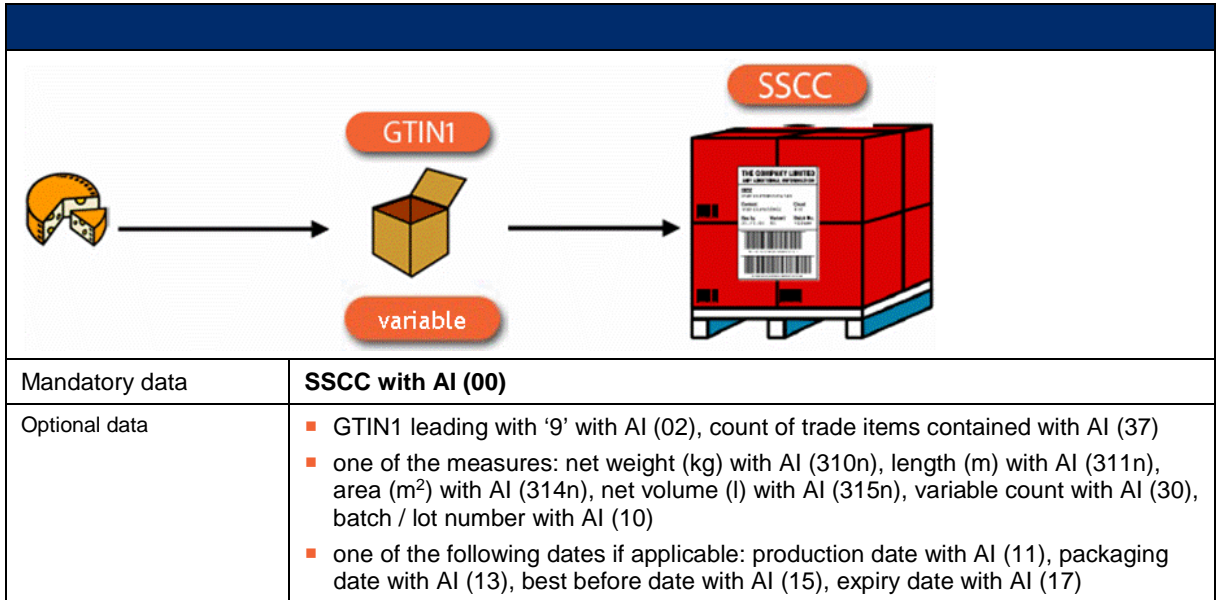 SSCC
GTIN1
THE COMPANY LIMITED
SSCC
variable
Mandatory data
SSCC with AI (00)
Optional data
▪ GTIN1 leading with ‘9’ with AI (02), count of trade items contained with AI (37)
▪ one of the measures: net weight (kg) with AI (310n), length (m) with AI (311n),
area (m²) with AI (314n), net volume (l) with AI (315n), variable count with AI (30),
batch / lot number with AI (10)
▪ one of the following dates if applicable: production date with AI (11), packaging
date with AI (13), best before date with AI (15), expiry date with AI (17)